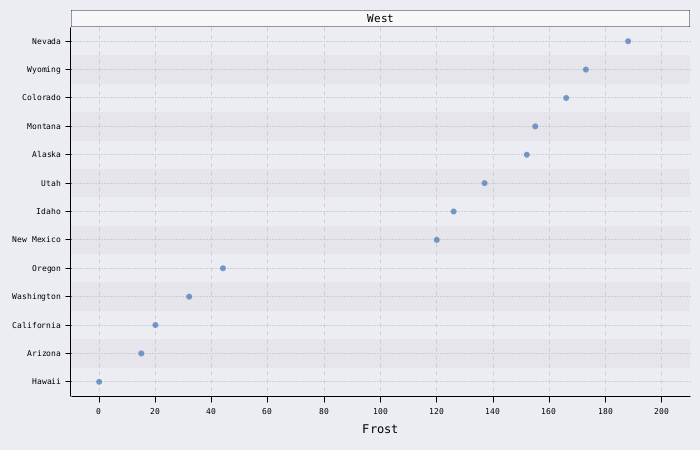 West
Nevada
Wyoming
Colorado
Montana
Alaska
Utah
Idaho
New Mexico
Oregon
Washington
California
Arizona
Hawaii
0 20 40 60 80 100 120 140 160 180 200
Frost